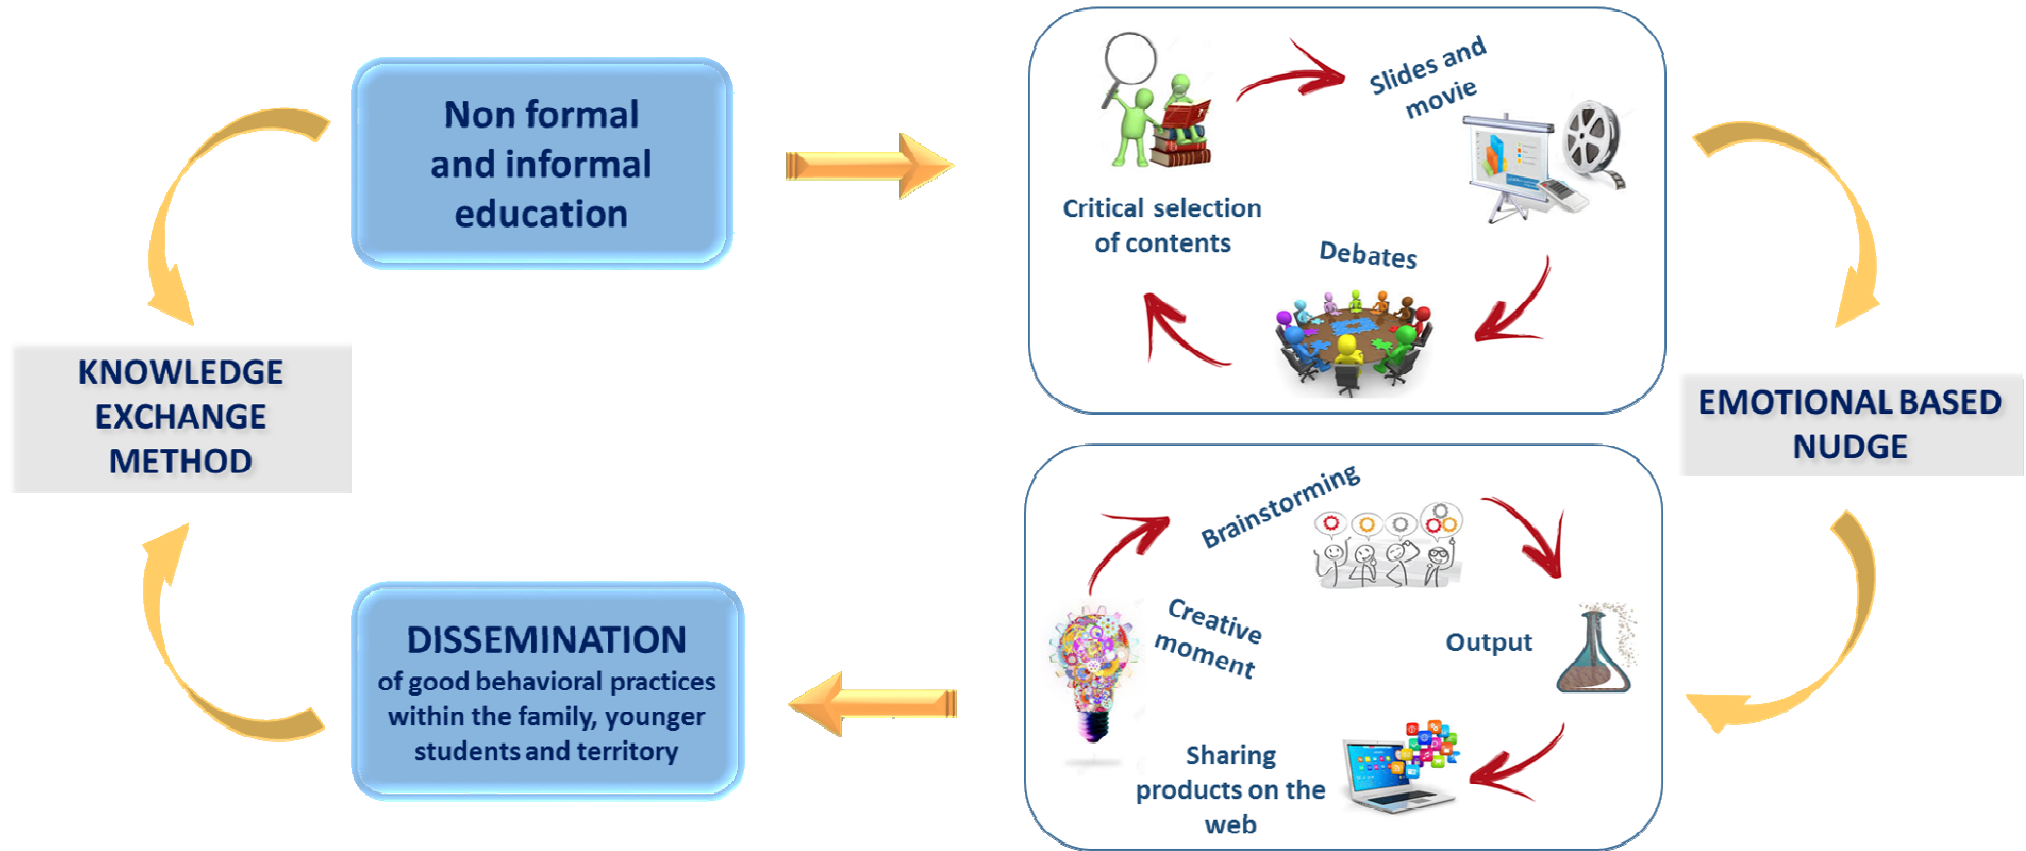 Non formal
and informal
education
Critical selection
of contents
Slides and
movie
Debates
KNOWLEDGE
EXCHANGE
METHOD
EMOTIONAL BASED
NUDGE
DISSEMINATION
of good behavioral practices
within the family, younger
students and territory
Creative
moment
Brainstorming
Output
Sharing
products on the
web